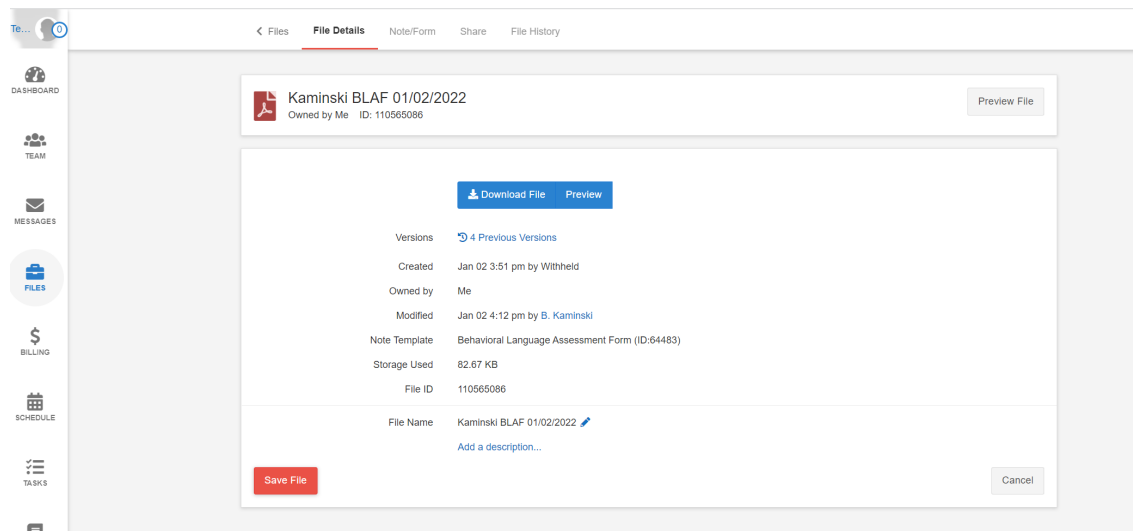 Te... 0
Files File Details Note/Form Share File History
DASHBOARD
TEAM
MESSAGES
FILES
BILLING
SCHEDULE
TASKS
Kaminski BLAF 01/02/2022
Owned by Me ID: 110565086
Preview File
Download File Preview
Versions 4 Previous Versions
Created Jan 02 3:51 pm by Withheld
Owned by Me
Modified Jan 02 4:12 pm by B. Kaminski
Note Template Behavioral Language Assessment Form (ID:64483)
Storage Used 82.67 KB
File ID 110565086
File Name Kaminski BLAF 01/02/2022
Add a description...
Save File Cancel